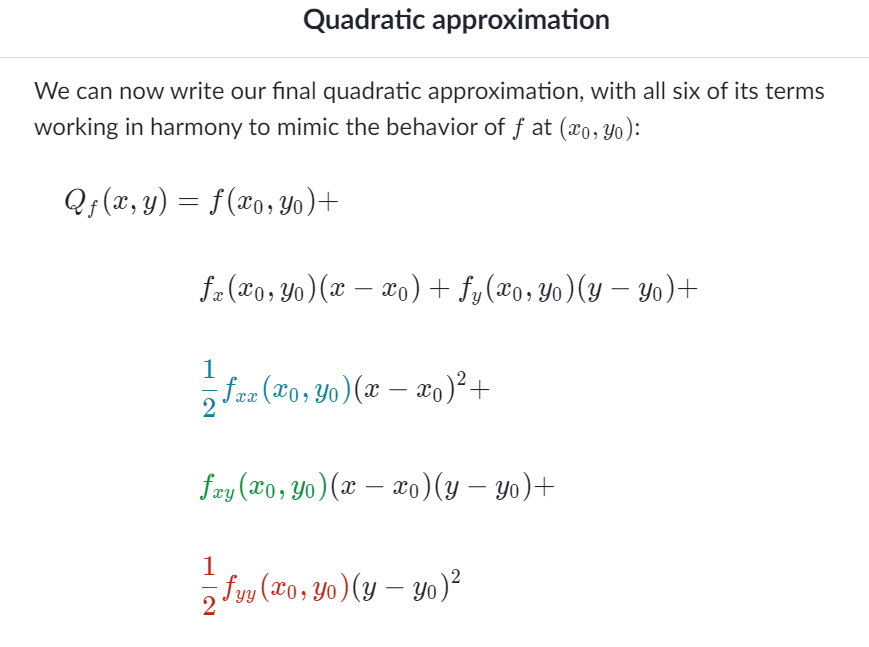 Quadratic approximation
We can now write our final quadratic approximation, with all six of its terms
working in harmony to mimic the behavior of f at (x₀, y₀):
Q_f(x, y) = f(x₀, y₀)+
f_x(x₀, y₀)(x − x₀) + f_y(x₀, y₀)(y − y₀)+
1/2 f_xx(x₀, y₀)(x − x₀)²+
f_xy(x₀, y₀)(x − x₀)(y − y₀)+
1/2 f_yy(x₀, y₀)(y − y₀)²